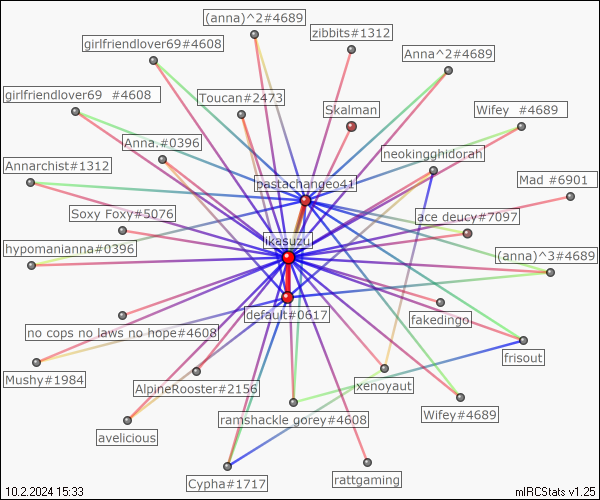 (anna)^2#4689
zibbits#1312
girlfriendlover69#4608
Anna^2#4689
girlfriendlover69 #4608
Toucan#2473
Skalman
Wifey #4689
Anna.#0396
neokingghidorah
Annarchist#1312
pastachangeo41
Mad #6901
Soxy Foxy#5076
ace deucy#7097
hypomanianna#0396
ikasuzu
(anna)^3#4689
default#0617
fakedingo
no cops no laws no hope#4608
frisout
Mushy#1984
AlpineRooster#2156
xenoyaut
ramshackle gorey#4608
Wifey#4689
avelicious
Cypha#1717
rattgaming
10.2.2024 15:33
mIRCStats v1.25